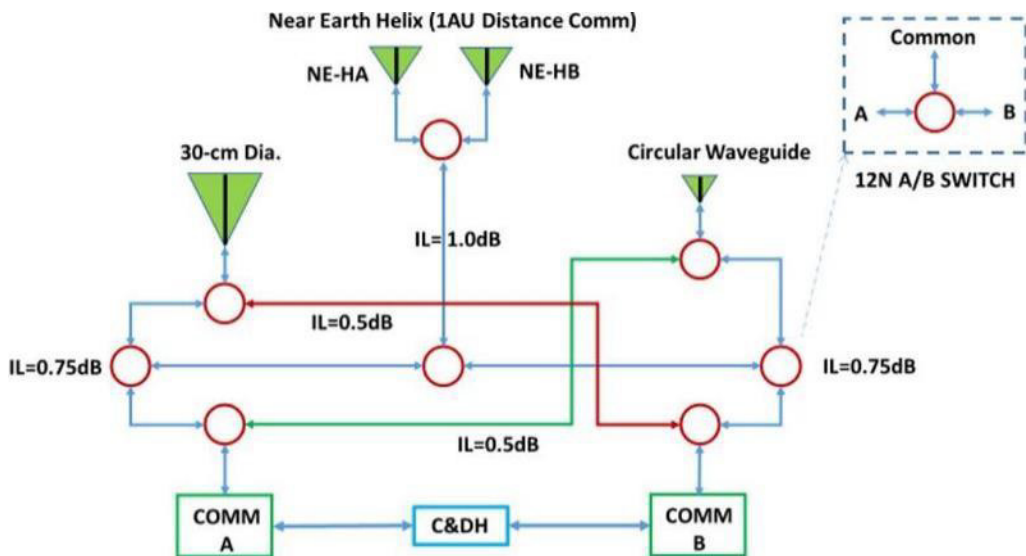 Near Earth Helix (1AU Distance Comm)
NE-HA
NE-HB
Common
A
B
12N A/B SWITCH
30-cm Dia.
Circular Waveguide
IL= 1.0dB
IL=0.5dB
IL=0.75dB
IL=0.75dB
IL=0.5dB
COMM
A
C&DH
COMM
B